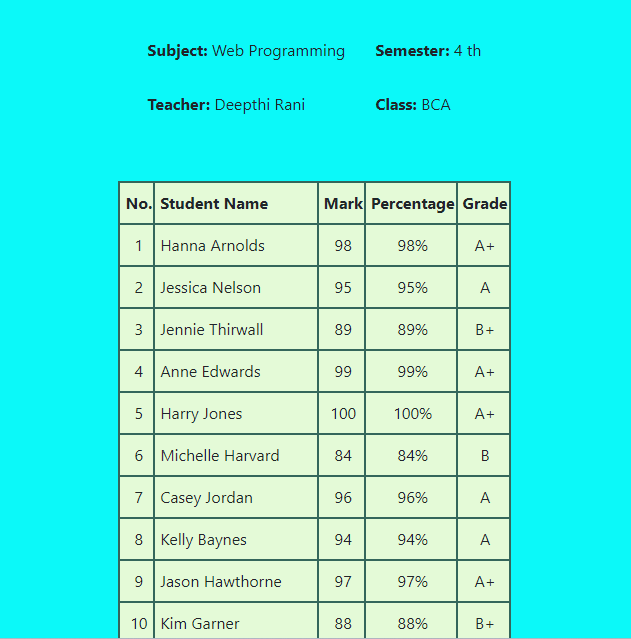 Subject: Web Programming Semester: 4 th
Teacher: Deepthi Rani Class: BCA
No. Student Name Mark Percentage Grade
1 Hanna Arnolds 98 98% A+
2 Jessica Nelson 95 95% A
3 Jennie Thirwall 89 89% B+
4 Anne Edwards 99 99% A+
5 Harry Jones 100 100% A+
6 Michelle Harvard 84 84% B
7 Casey Jordan 96 96% A
8 Kelly Baynes 94 94% A
9 Jason Hawthorne 97 97% A+
10 Kim Garner 88 88% B+